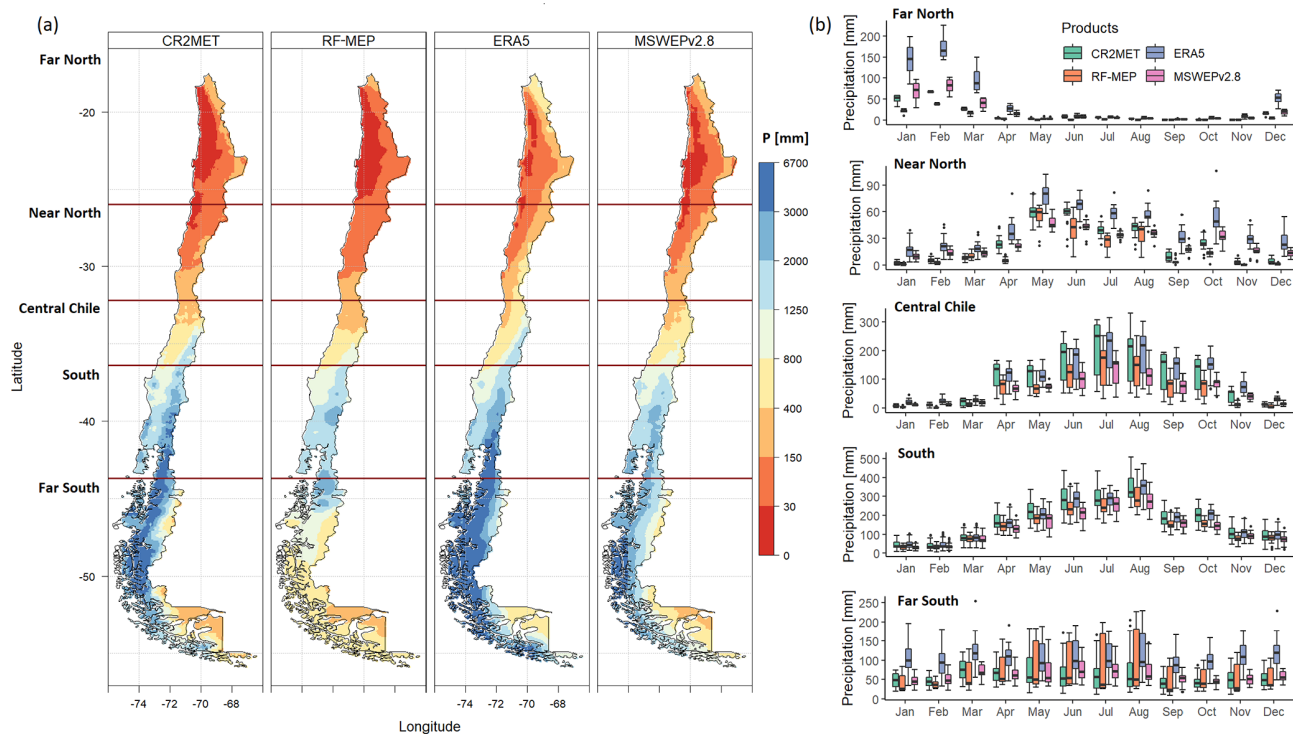 (a)
CR2MET
RF-MEP
ERA5
MSWEPv2.8
Far North
Near North
Central Chile
South
Far South
-20
-30
-40
-50
Latitude
-74
-70
-68
-74
-70
-68
-74
-70
-68
-74
-70
-68
Longitude
P [mm]
6700
3000
2000
1250
800
400
150
30
0
(b)
Far North
Products
CR2MET
ERA5
RF-MEP
MSWEPv2.8
Precipitation [mm]
200
150
100
50
0
Jan Feb Mar Apr May Jun Jul Aug Sep Oct Nov Dec
Near North
Precipitation [mm]
90
60
30
0
Jan Feb Mar Apr May Jun Jul Aug Sep Oct Nov Dec
Central Chile
Precipitation [mm]
300
200
100
0
Jan Feb Mar Apr May Jun Jul Aug Sep Oct Nov Dec
South
Precipitation [mm]
500
400
300
200
100
0
Jan Feb Mar Apr May Jun Jul Aug Sep Oct Nov Dec
Far South
Precipitation [mm]
250
200
150
100
50
0
Jan Feb Mar Apr May Jun Jul Aug Sep Oct Nov Dec